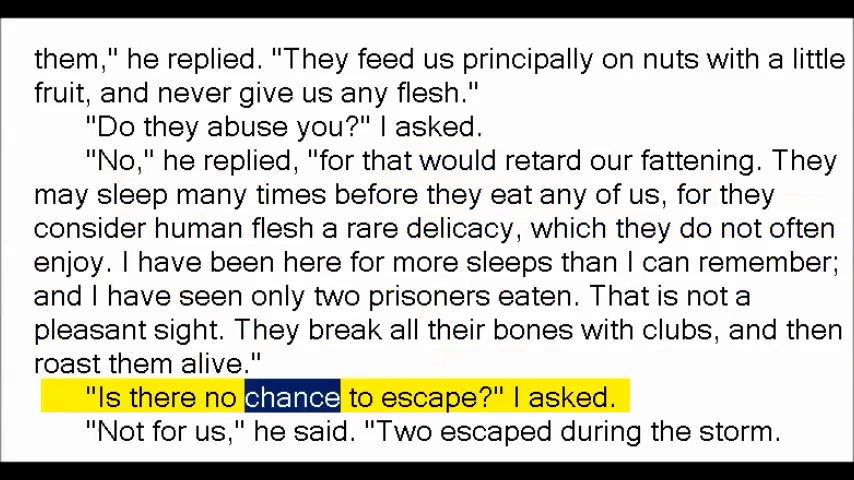 them," he replied. "They feed us principally on nuts with a little
fruit, and never give us any flesh."
"Do they abuse you?" I asked.
"No," he replied, "for that would retard our fattening. They
may sleep many times before they eat any of us, for they
consider human flesh a rare delicacy, which they do not often
enjoy. I have been here for more sleeps than I can remember;
and I have seen only two prisoners eaten. That is not a
pleasant sight. They break all their bones with clubs, and then
roast them alive."
"Is there no chance to escape?" I asked.
"Not for us," he said. "Two escaped during the storm.